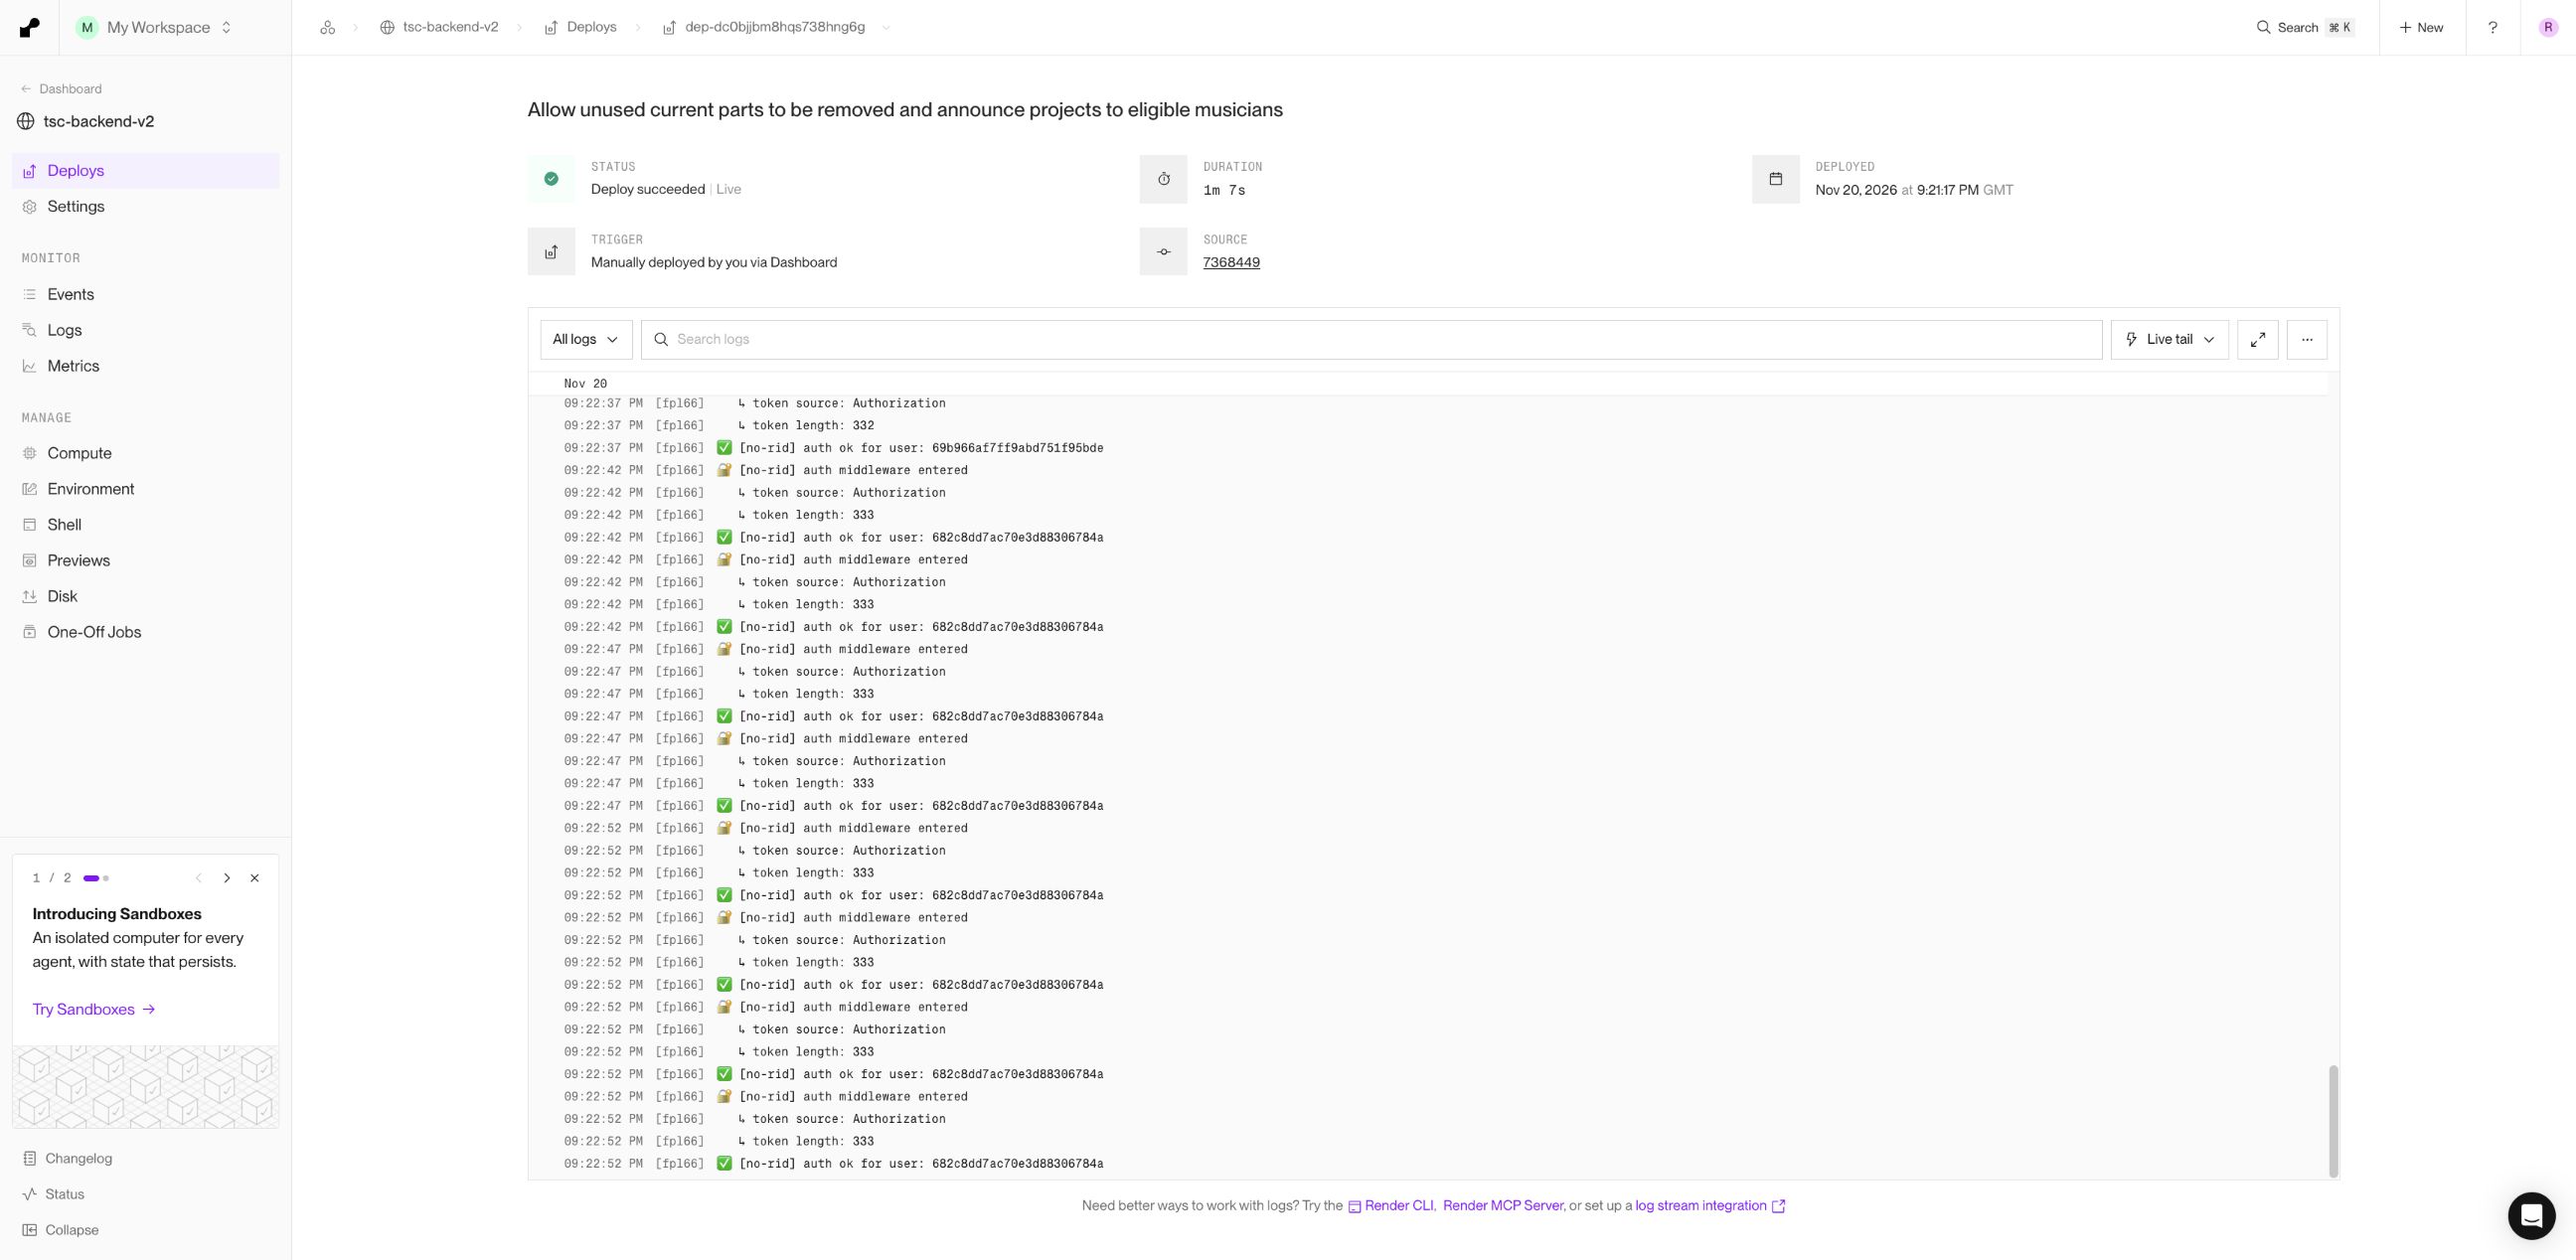 M My Workspace
tsc-backend-v2 Deploys dep-dc0bjjbm8hqs738hng6g
Search ⌘ K
+ New
?
R
← Dashboard
tsc-backend-v2
Deploys
Settings
MONITOR
Events
Logs
Metrics
MANAGE
Compute
Environment
Shell
Previews
Disk
One-Off Jobs
1 / 2
Introducing Sandboxes
An isolated computer for every
agent, with state that persists.
Try Sandboxes →
Changelog
Status
Collapse
Allow unused current parts to be removed and announce projects to eligible musicians
STATUS
Deploy succeeded | Live
DURATION
1m 7s
DEPLOYED
Nov 20, 2026 at 9:21:17 PM GMT
TRIGGER
Manually deployed by you via Dashboard
SOURCE
7368449
All logs
Search logs
Live tail
...
Nov 20
09:22:37 PM [fpl66] ↳ token source: Authorization
09:22:37 PM [fpl66] ↳ token length: 332
09:22:37 PM [fpl66] ✅ [no-rid] auth ok for user: 69b966af7ff9abd751f95bde
09:22:42 PM [fpl66] 🔐 [no-rid] auth middleware entered
09:22:42 PM [fpl66] ↳ token source: Authorization
09:22:42 PM [fpl66] ↳ token length: 333
09:22:42 PM [fpl66] ✅ [no-rid] auth ok for user: 682c8dd7ac70e3d88306784a
09:22:42 PM [fpl66] 🔐 [no-rid] auth middleware entered
09:22:42 PM [fpl66] ↳ token source: Authorization
09:22:42 PM [fpl66] ↳ token length: 333
09:22:42 PM [fpl66] ✅ [no-rid] auth ok for user: 682c8dd7ac70e3d88306784a
09:22:47 PM [fpl66] 🔐 [no-rid] auth middleware entered
09:22:47 PM [fpl66] ↳ token source: Authorization
09:22:47 PM [fpl66] ↳ token length: 333
09:22:47 PM [fpl66] ✅ [no-rid] auth ok for user: 682c8dd7ac70e3d88306784a
09:22:47 PM [fpl66] 🔐 [no-rid] auth middleware entered
09:22:47 PM [fpl66] ↳ token source: Authorization
09:22:47 PM [fpl66] ↳ token length: 333
09:22:47 PM [fpl66] ✅ [no-rid] auth ok for user: 682c8dd7ac70e3d88306784a
09:22:52 PM [fpl66] 🔐 [no-rid] auth middleware entered
09:22:52 PM [fpl66] ↳ token source: Authorization
09:22:52 PM [fpl66] ↳ token length: 333
09:22:52 PM [fpl66] ✅ [no-rid] auth ok for user: 682c8dd7ac70e3d88306784a
09:22:52 PM [fpl66] 🔐 [no-rid] auth middleware entered
09:22:52 PM [fpl66] ↳ token source: Authorization
09:22:52 PM [fpl66] ↳ token length: 333
09:22:52 PM [fpl66] ✅ [no-rid] auth ok for user: 682c8dd7ac70e3d88306784a
09:22:52 PM [fpl66] 🔐 [no-rid] auth middleware entered
09:22:52 PM [fpl66] ↳ token source: Authorization
09:22:52 PM [fpl66] ↳ token length: 333
09:22:52 PM [fpl66] ✅ [no-rid] auth ok for user: 682c8dd7ac70e3d88306784a
09:22:52 PM [fpl66] 🔐 [no-rid] auth middleware entered
09:22:52 PM [fpl66] ↳ token source: Authorization
09:22:52 PM [fpl66] ↳ token length: 333
09:22:52 PM [fpl66] ✅ [no-rid] auth ok for user: 682c8dd7ac70e3d88306784a
Need better ways to work with logs? Try the Render CLI, Render MCP Server, or set up a log stream integration